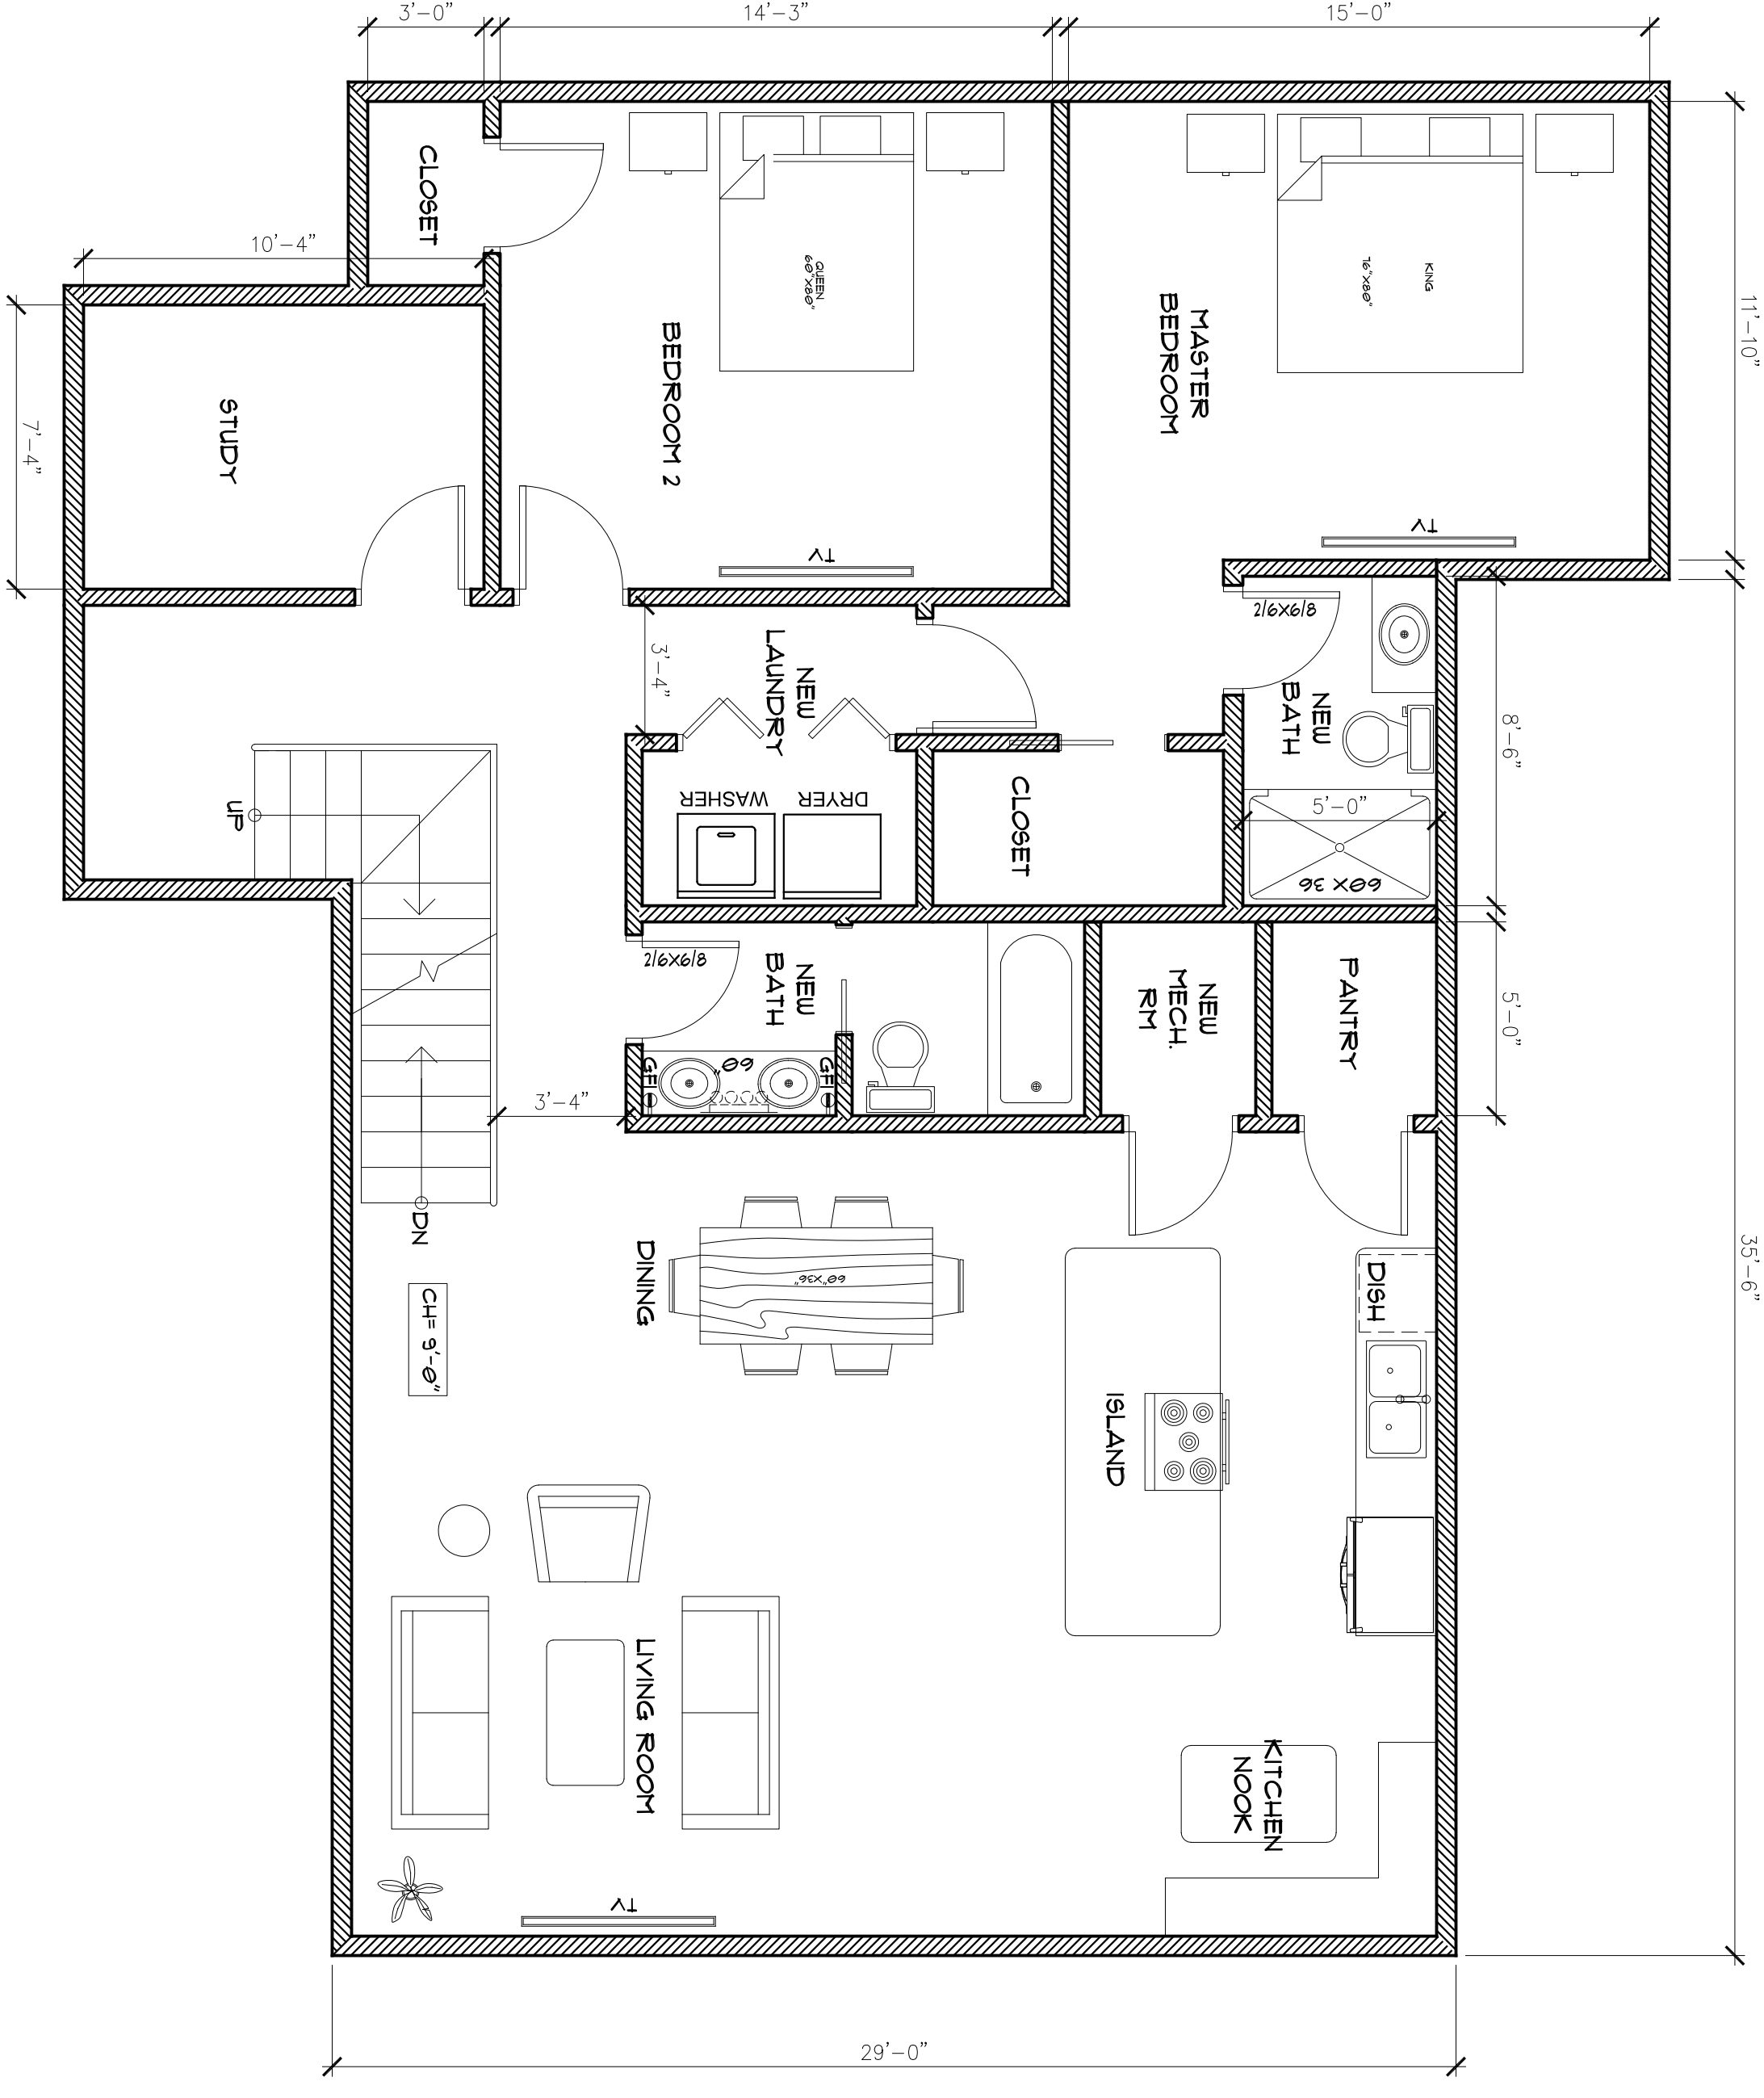 3'-0"
14'-3"
15'-0"
CLOSET
10'-4"
QUEEN
60"X80"
KING
76"X80"
11'-10"
MASTER
BEDROOM
BEDROOM 2
STUDY
7'-4"
TV
TV
2/6X6/8
3'-4"
NEW
LAUNDRY
NEW
BATH
8'-6"
UP
WASHER
DRYER
CLOSET
5'-0"
60X 36
2/6X6/8
NEW
BATH
NEW
MECH.
RM
PANTRY
5'-0"
GFI
60"
GFI
3'-4"
DN
DINING
60"X36"
DISH
35'-6"
CH= 9'-0"
ISLAND
LIVING ROOM
KITCHEN
NOOK
TV
29'-0"